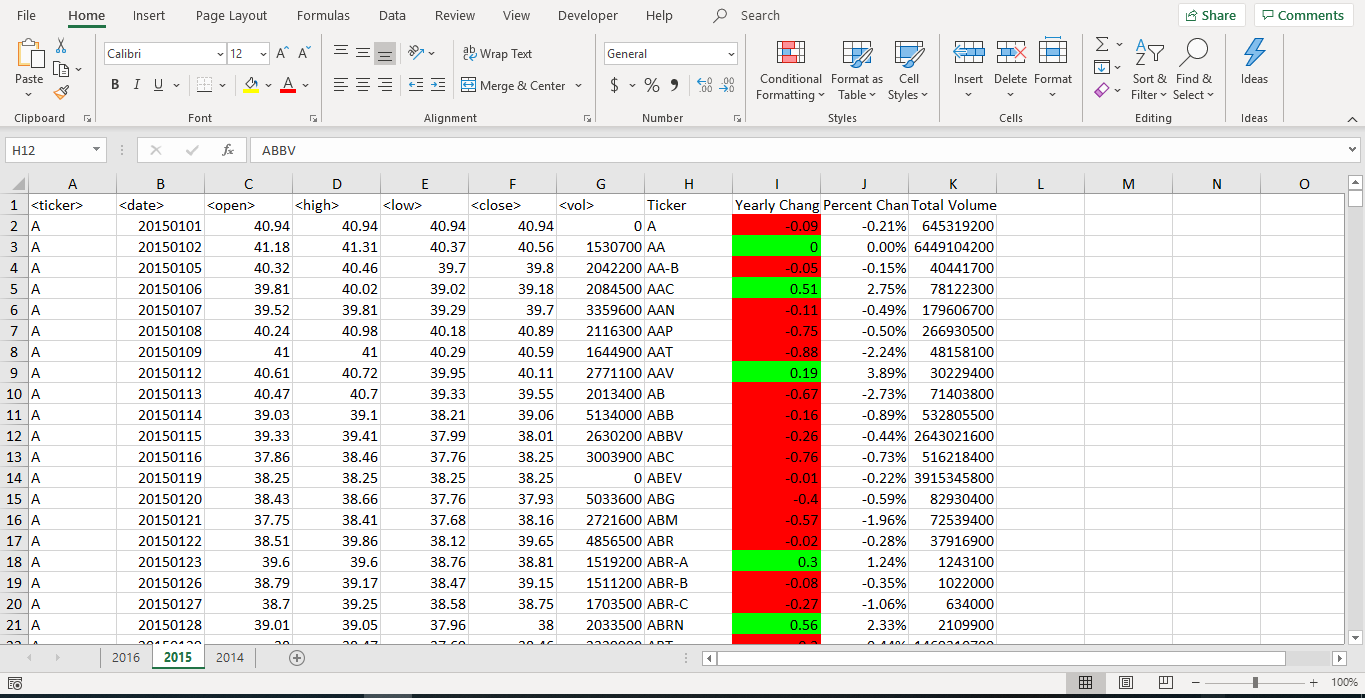 File Home Insert Page Layout Formulas Data Review View Developer Help Search Share Comments
Calibri 12 Wrap Text General
Paste B I U Merge & Center $ % Conditional Formatting Format as Table Cell Styles Insert Delete Format Sort & Filter Find & Select Ideas
Clipboard Font Alignment Number Styles Cells Editing Ideas
H12 fx ABBV
A B C D E F G H I J K L M N O
1 <ticker> <date> <open> <high> <low> <close> <vol> Ticker Yearly Chang Percent Chan Total Volume
2 A 20150101 40.94 40.94 40.94 40.94 0 A -0.09 -0.21% 645319200
3 A 20150102 41.18 41.31 40.37 40.56 1530700 AA 0 0.00% 6449104200
4 A 20150105 40.32 40.46 39.7 39.8 2042200 AA-B -0.05 -0.15% 40441700
5 A 20150106 39.81 40.02 39.02 39.18 2084500 AAC 0.51 2.75% 78122300
6 A 20150107 39.52 39.81 39.29 39.7 3359600 AAN -0.11 -0.49% 179606700
7 A 20150108 40.24 40.98 40.18 40.89 2116300 AAP -0.75 -0.50% 266930500
8 A 20150109 41 41 40.29 40.59 1644900 AAT -0.88 -2.24% 48158100
9 A 20150112 40.61 40.72 39.95 40.11 2771100 AAV 0.19 3.89% 30229400
10 A 20150113 40.47 40.7 39.33 39.55 2013400 AB -0.67 -2.73% 71403800
11 A 20150114 39.03 39.1 38.21 39.06 5134000 ABB -0.16 -0.89% 532805500
12 A 20150115 39.33 39.41 37.99 38.01 2630200 ABBV -0.26 -0.44% 2643021600
13 A 20150116 37.86 38.46 37.76 38.25 3003900 ABC -0.76 -0.73% 516218400
14 A 20150119 38.25 38.25 38.25 38.25 0 ABEV -0.01 -0.22% 3915345800
15 A 20150120 38.43 38.66 37.76 37.93 5033600 ABG -0.4 -0.59% 82930400
16 A 20150121 37.75 38.41 37.68 38.16 2721600 ABM -0.57 -1.96% 72539400
17 A 20150122 38.51 39.86 38.12 39.65 4856500 ABR -0.02 -0.28% 37916900
18 A 20150123 39.6 39.6 38.76 38.81 1519200 ABR-A 0.3 1.24% 1243100
19 A 20150126 38.79 39.17 38.47 39.15 1511200 ABR-B -0.08 -0.35% 1022000
20 A 20150127 38.7 39.25 38.58 38.75 1703500 ABR-C -0.27 -1.06% 634000
21 A 20150128 39.01 39.05 37.96 38 2033500 ABRN 0.56 2.33% 2109900
2016 2015 2014
100%